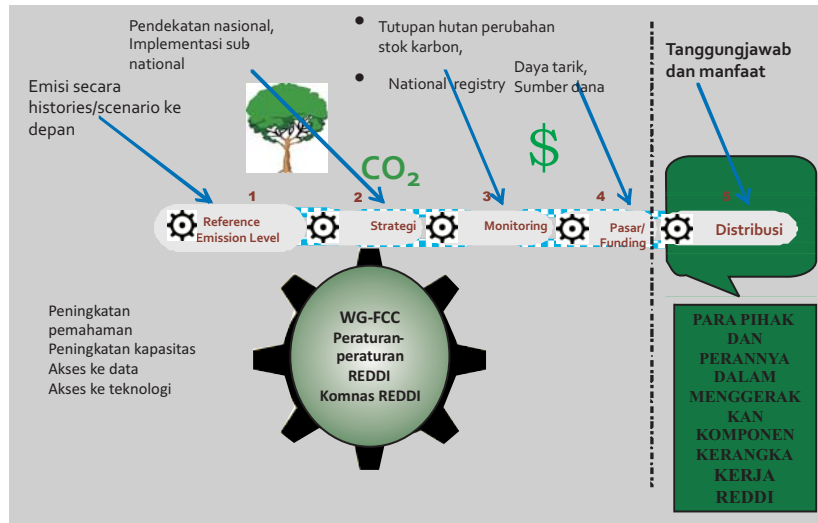 Pendekatan nasional,
Implementasi sub
national
• Tutupan hutan perubahan
stok karbon,
• National registry
Daya tarik,
Sumber dana
Tanggungjawab
dan manfaat
Emisi secara
histories/scenario ke
depan
CO₂
$
1
2
3
4
5
Reference
Emission Level
Strategi
Monitoring
Pasar/
Funding
Distribusi
Peningkatan
pemahaman
Peningkatan kapasitas
Akses ke data
Akses ke teknologi
WG-FCC
Peraturan-
peraturan
REDDI
Komnas REDDI
PARA PIHAK
DAN
PERANNYA
DALAM
MENGGERAK
KAN
KOMPONEN
KERANGKA
KERJA
REDDI